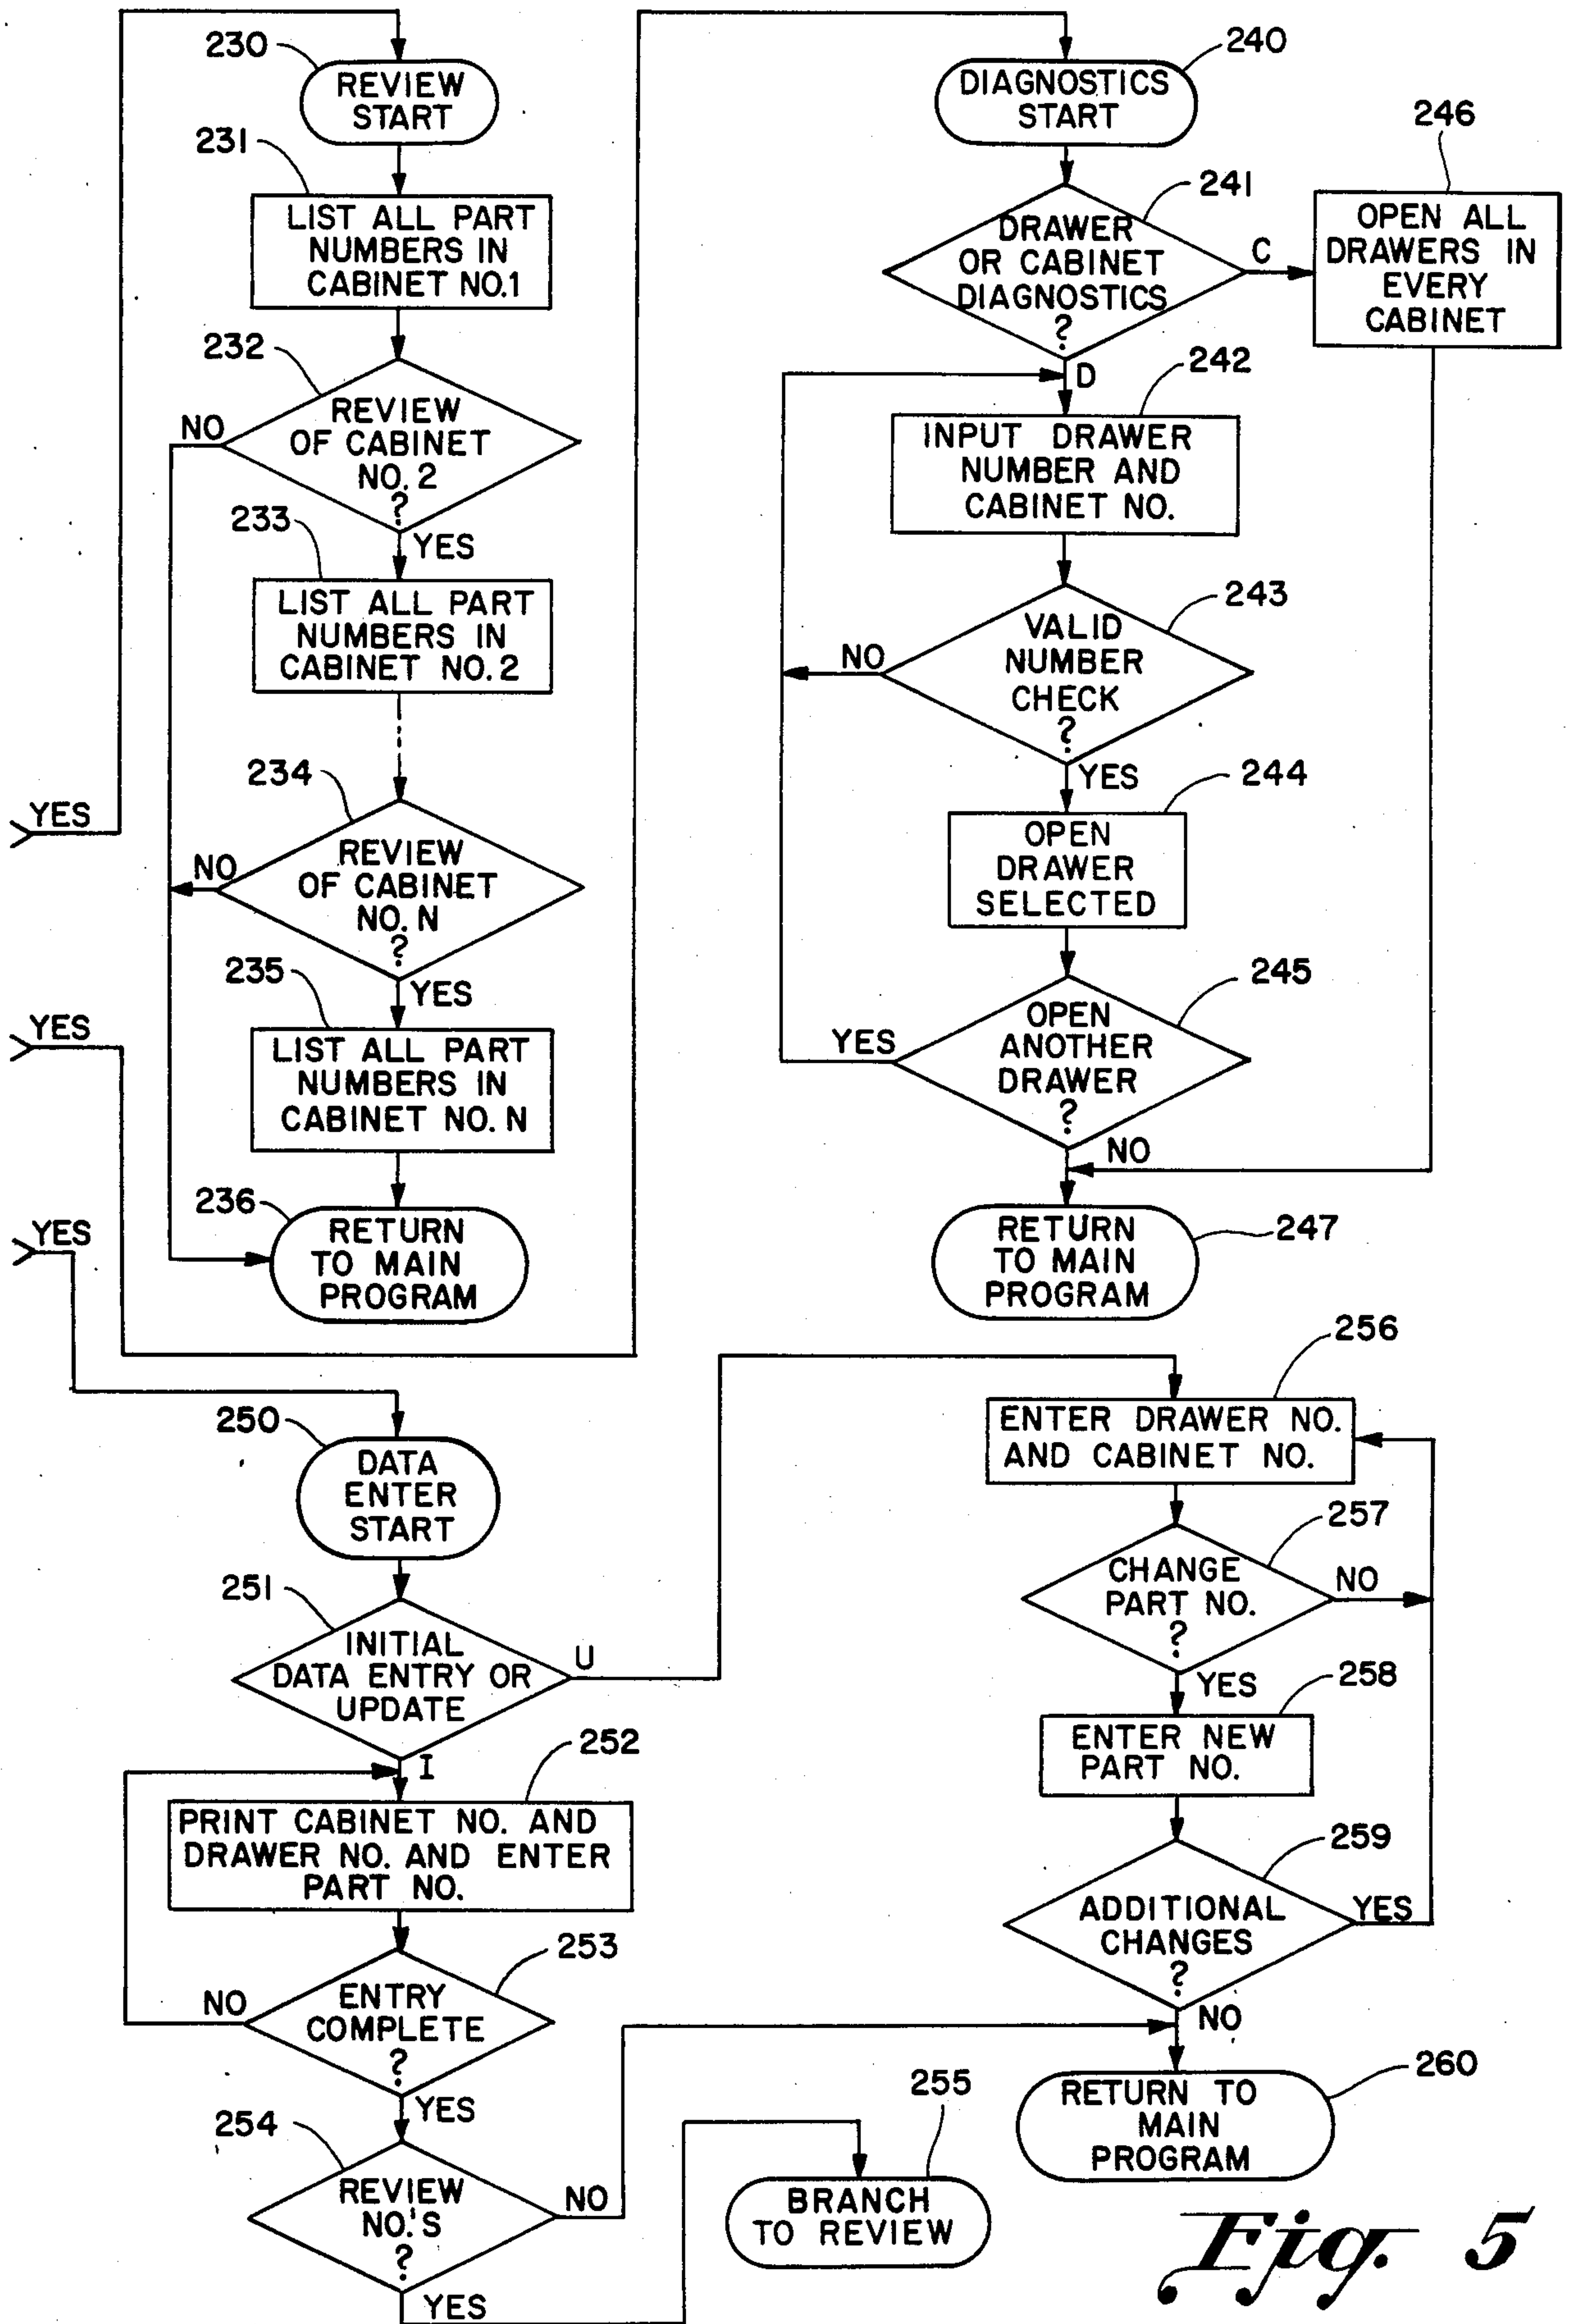 230
REVIEW
START
231
LIST ALL PART
NUMBERS IN
CABINET NO.1
232
REVIEW
OF CABINET
NO. 2
?
NO
YES
233
LIST ALL PART
NUMBERS IN
CABINET NO. 2
234
REVIEW
OF CABINET
NO. N
?
NO
YES
235
LIST ALL PART
NUMBERS IN
CABINET NO. N
236
RETURN
TO MAIN
PROGRAM
YES
YES
YES
240
DIAGNOSTICS
START
241
DRAWER
OR CABINET
DIAGNOSTICS
?
C
246
OPEN ALL
DRAWERS IN
EVERY
CABINET
D
242
INPUT DRAWER
NUMBER AND
CABINET NO.
243
VALID
NUMBER
CHECK
?
NO
YES
244
OPEN
DRAWER
SELECTED
245
OPEN
ANOTHER
DRAWER
?
YES
NO
247
RETURN
TO MAIN
PROGRAM
250
DATA
ENTER
START
251
INITIAL
DATA ENTRY OR
UPDATE
U
I
252
PRINT CABINET NO. AND
DRAWER NO. AND ENTER
PART NO.
253
ENTRY
COMPLETE
?
NO
YES
254
REVIEW
NO.'S
?
NO
YES
255
BRANCH
TO REVIEW
256
ENTER DRAWER NO.
AND CABINET NO.
257
CHANGE
PART NO.
?
NO
YES
258
ENTER NEW
PART NO.
259
ADDITIONAL
CHANGES
?
YES
NO
260
RETURN TO
MAIN
PROGRAM
Fig. 5